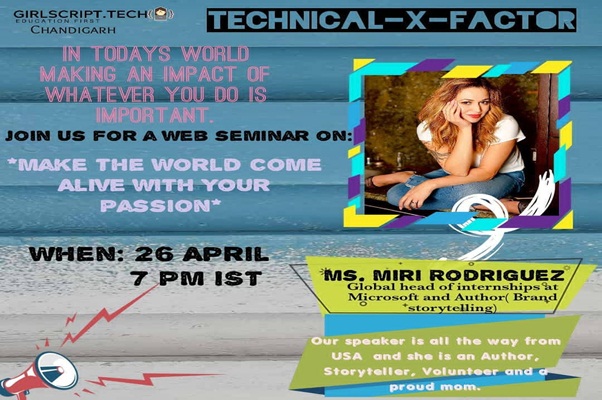 GIRLSCRIPT.TECH
EDUCATION FIRST
CHANDIGARH
TECHNICAL-X-FACTOR
IN TODAYS WORLD
MAKING AN IMPACT OF
WHATEVER YOU DO IS
IMPORTANT.
JOIN US FOR A WEB SEMINAR ON:
"MAKE THE WORLD COME
ALIVE WITH YOUR
PASSION"
WHEN: 26 APRIL
7 PM IST
MS. MIRI RODRIGUEZ
Global head of internships at
Microsoft and Author( Brand
storytelling)
Our speaker is all the way from
USA and she is an Author,
Storyteller, Volunteer and a
proud mom.